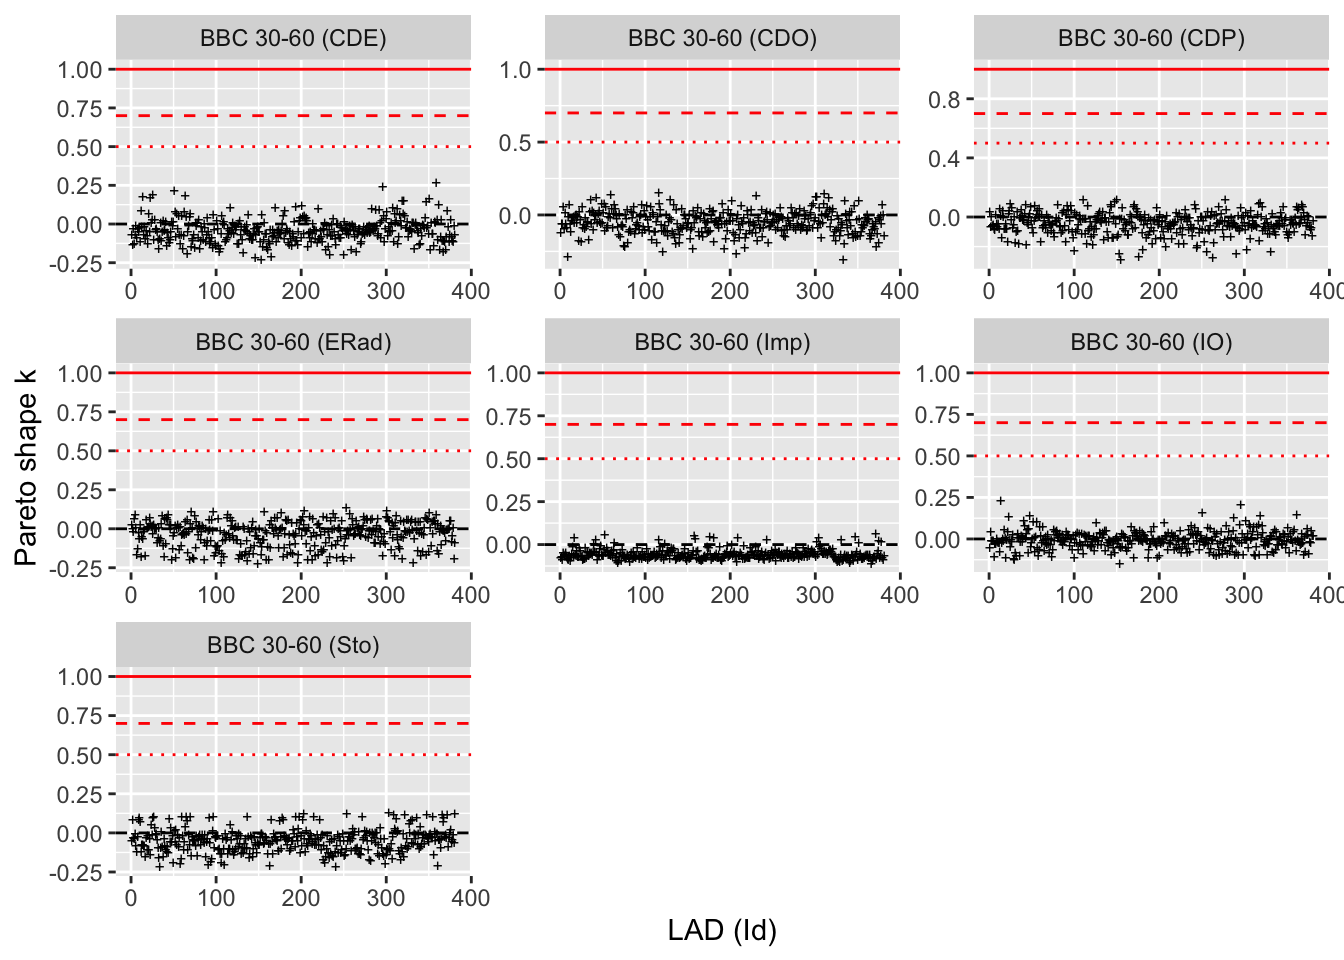 BBC 30-60 (CDE)
BBC 30-60 (CDO)
BBC 30-60 (CDP)
1.00
0.75
0.50
0.25
0.00
-0.25
1.0
0.5
0.0
0.8
0.4
0.0
0 100 200 300 400
0 100 200 300 400
0 100 200 300 400
BBC 30-60 (ERad)
BBC 30-60 (Imp)
BBC 30-60 (IO)
Pareto shape k
1.00
0.75
0.50
0.25
0.00
-0.25
1.00
0.75
0.50
0.25
0.00
1.00
0.75
0.50
0.25
0.00
0 100 200 300 400
0 100 200 300 400
0 100 200 300 400
BBC 30-60 (Sto)
1.00
0.75
0.50
0.25
0.00
-0.25
0 100 200 300 400
LAD (Id)